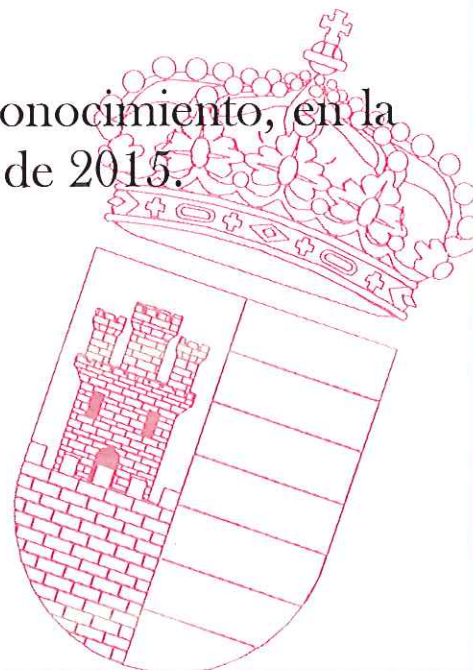 onocimiento, en la
de 2015.